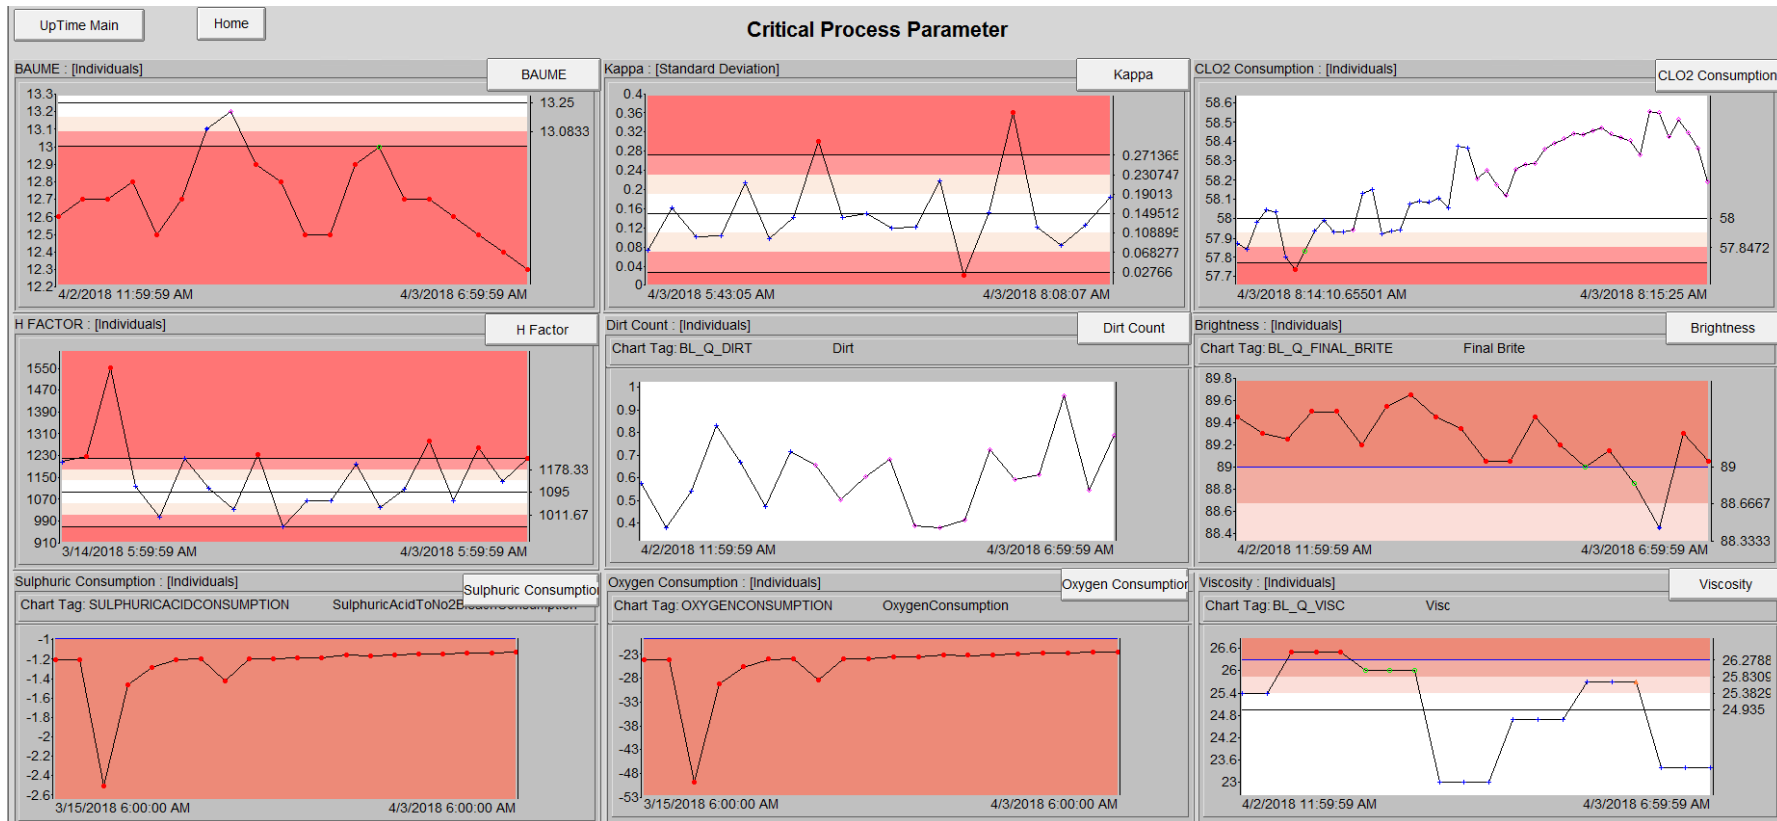 UpTime Main
Home
Critical Process Parameter
BAUME : [Individuals]
BAUME
13.3
13.2
13.1
13
12.9
12.8
12.7
12.6
12.5
12.4
12.3
12.2
13.25
13.0833
4/2/2018 11:59:59 AM
4/3/2018 6:59:59 AM
Kappa : [Standard Deviation]
Kappa
0.4
0.36
0.32
0.28
0.24
0.2
0.16
0.12
0.08
0.04
0
0.271365
0.230747
0.19013
0.149512
0.108895
0.068277
0.02766
4/3/2018 5:43:05 AM
4/3/2018 8:08:07 AM
CLO2 Consumption : [Individuals]
CLO2 Consumption
58.6
58.5
58.4
58.3
58.2
58.1
58
57.9
57.8
57.7
58
57.8472
4/3/2018 8:14:10.65501 AM
4/3/2018 8:15:25 AM
H FACTOR : [Individuals]
H Factor
1550
1470
1390
1310
1230
1150
1070
990
910
1178.33
1095
1011.67
3/14/2018 5:59:59 AM
4/3/2018 5:59:59 AM
Dirt Count : [Individuals]
Dirt Count
Chart Tag: BL_Q_DIRT
Dirt
1
0.9
0.8
0.7
0.6
0.5
0.4
4/2/2018 11:59:59 AM
4/3/2018 6:59:59 AM
Brightness : [Individuals]
Brightness
Chart Tag: BL_Q_FINAL_BRITE
Final Brite
89.8
89.6
89.4
89.2
89
88.8
88.6
88.4
89
88.6667
88.3333
4/2/2018 11:59:59 AM
4/3/2018 6:59:59 AM
Sulphuric Consumption : [Individuals]
Sulphuric Consumption
Chart Tag: SULPHURICACIDCONSUMPTION
SulphuricAcidToNo2BleachConsumption
-1
-1.2
-1.4
-1.6
-1.8
-2
-2.2
-2.4
-2.6
3/15/2018 6:00:00 AM
4/3/2018 6:00:00 AM
Oxygen Consumption : [Individuals]
Oxygen Consumption
Chart Tag: OXYGENCONSUMPTION
OxygenConsumption
-23
-28
-33
-38
-43
-48
-53
3/15/2018 6:00:00 AM
4/3/2018 6:00:00 AM
Viscosity : [Individuals]
Viscosity
Chart Tag: BL_Q_VISC
Visc
26.6
26
25.4
24.8
24.2
23.6
23
26.2788
25.8309
25.3829
24.935
4/2/2018 11:59:59 AM
4/3/2018 6:59:59 AM